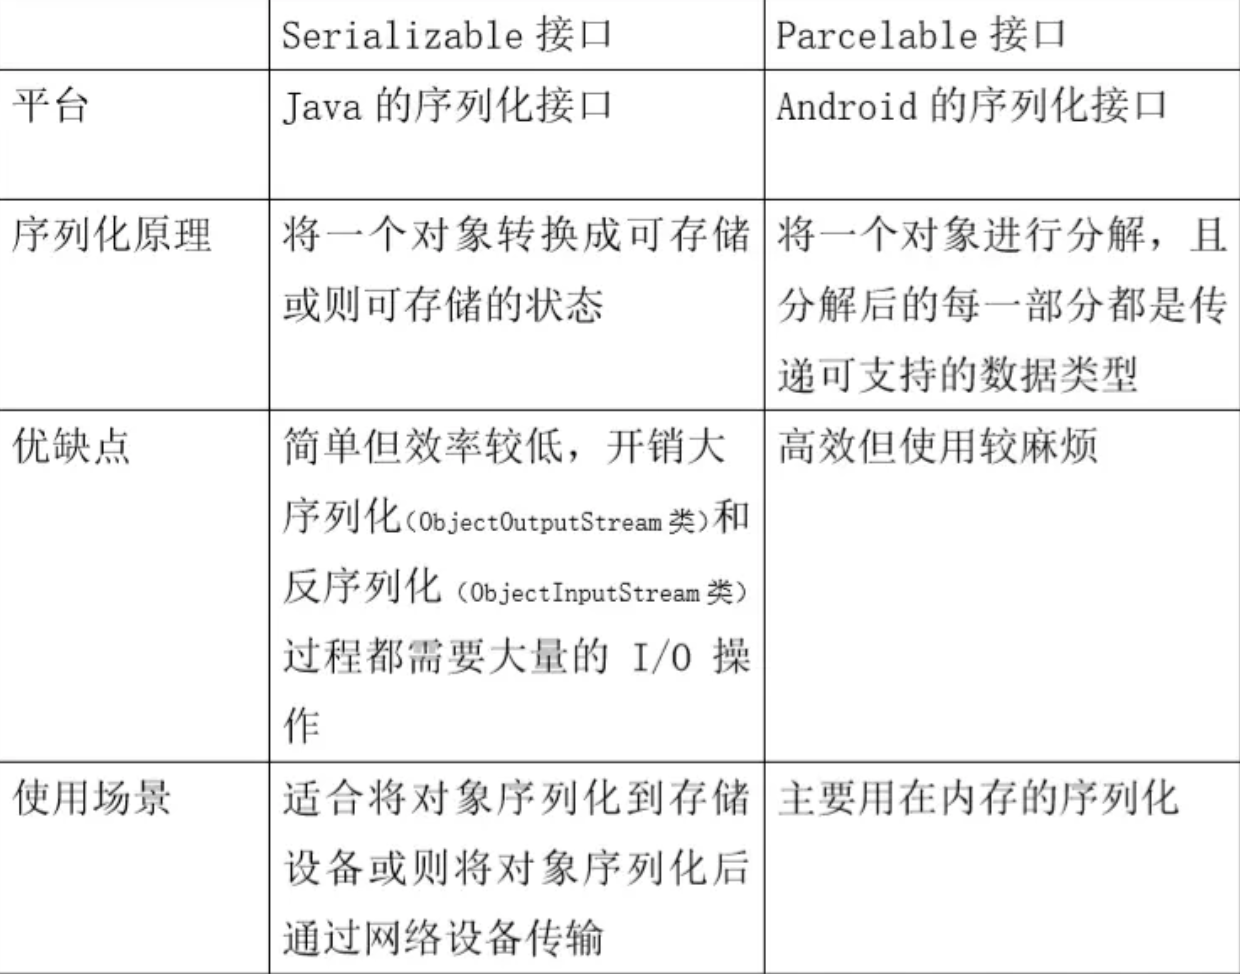 Serializable 接口
Parcelable 接口
平台
Java 的序列化接口
Android 的序列化接口
序列化原理
将一个对象转换成可存储
或则可存储的状态
将一个对象进行分解，且
分解后的每一部分都是传
递可支持的数据类型
优缺点
简单但效率较低，开销大
序列化(ObjectOutputStream 类)和
反序列化（ObjectInputStream 类）
过程都需要大量的 I/O 操
作
高效但使用较麻烦
使用场景
适合将对象序列化到存储
设备或则将对象序列化后
通过网络设备传输
主要用在内存的序列化